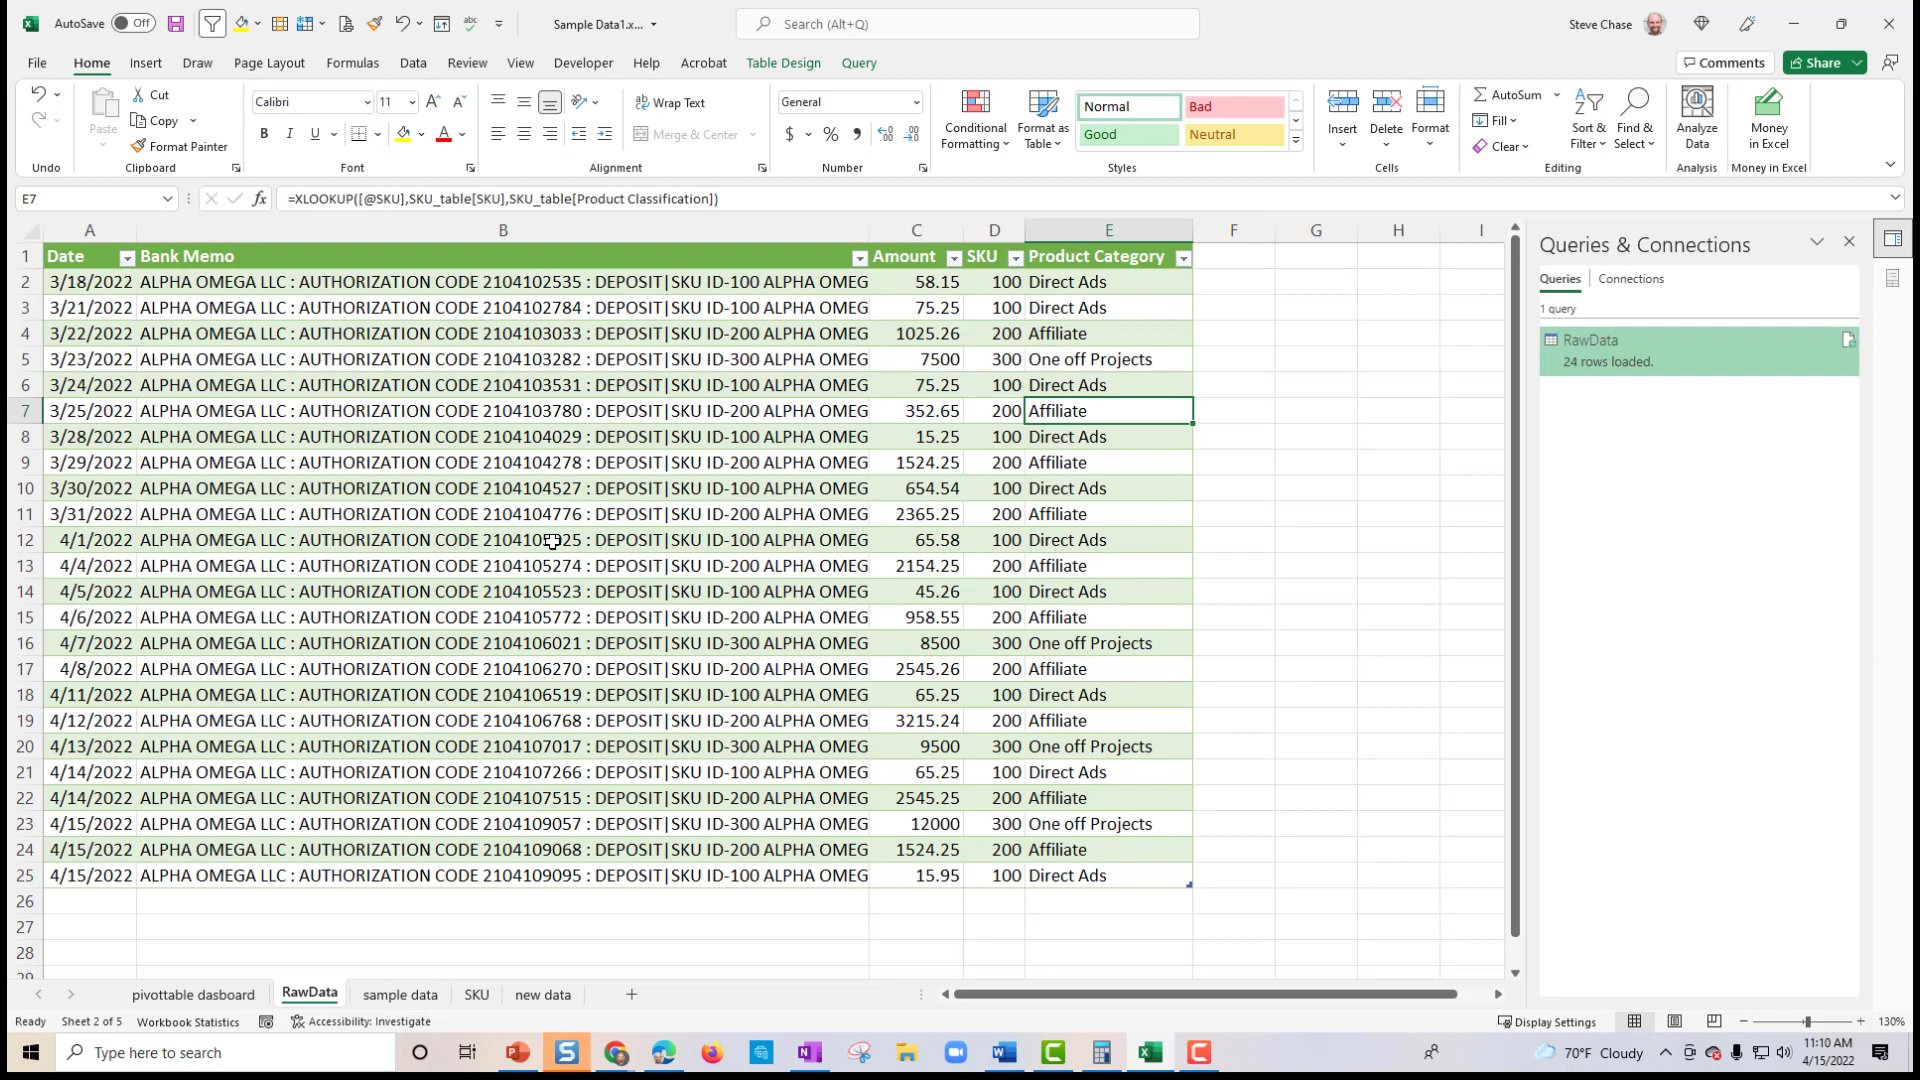 AutoSave Off Sample Data1.x... Search (Alt+Q) Steve Chase
File Home Insert Draw Page Layout Formulas Data Review View Developer Help Acrobat Table Design Query Comments Share
Cut Calibri 11 Wrap Text General Normal Bad AutoSum
Paste Copy Conditional Formatting Format as Table Good Neutral Insert Delete Format Fill Sort & Filter Find & Select Analyze Data Money in Excel
Format Painter B I U Merge & Center $ % Clear
Undo Clipboard Font Alignment Number Styles Cells Editing Analysis Money in Excel
E7 fx =XLOOKUP([@SKU],SKU_table[SKU],SKU_table[Product Classification])
A B C D E F G H I
1 Date Bank Memo Amount SKU Product Category
2 3/18/2022 ALPHA OMEGA LLC : AUTHORIZATION CODE 2104102535 : DEPOSIT|SKU ID-100 ALPHA OMEG 58.15 100 Direct Ads
3 3/21/2022 ALPHA OMEGA LLC : AUTHORIZATION CODE 2104102784 : DEPOSIT|SKU ID-100 ALPHA OMEG 75.25 100 Direct Ads
4 3/22/2022 ALPHA OMEGA LLC : AUTHORIZATION CODE 2104103033 : DEPOSIT|SKU ID-200 ALPHA OMEG 1025.26 200 Affiliate
5 3/23/2022 ALPHA OMEGA LLC : AUTHORIZATION CODE 2104103282 : DEPOSIT|SKU ID-300 ALPHA OMEG 7500 300 One off Projects
6 3/24/2022 ALPHA OMEGA LLC : AUTHORIZATION CODE 2104103531 : DEPOSIT|SKU ID-100 ALPHA OMEG 75.25 100 Direct Ads
7 3/25/2022 ALPHA OMEGA LLC : AUTHORIZATION CODE 2104103780 : DEPOSIT|SKU ID-200 ALPHA OMEG 352.65 200 Affiliate
8 3/28/2022 ALPHA OMEGA LLC : AUTHORIZATION CODE 2104104029 : DEPOSIT|SKU ID-100 ALPHA OMEG 15.25 100 Direct Ads
9 3/29/2022 ALPHA OMEGA LLC : AUTHORIZATION CODE 2104104278 : DEPOSIT|SKU ID-200 ALPHA OMEG 1524.25 200 Affiliate
10 3/30/2022 ALPHA OMEGA LLC : AUTHORIZATION CODE 2104104527 : DEPOSIT|SKU ID-100 ALPHA OMEG 654.54 100 Direct Ads
11 3/31/2022 ALPHA OMEGA LLC : AUTHORIZATION CODE 2104104776 : DEPOSIT|SKU ID-200 ALPHA OMEG 2365.25 200 Affiliate
12 4/1/2022 ALPHA OMEGA LLC : AUTHORIZATION CODE : DEPOSIT|SKU ID-100 ALPHA OMEG 65.58 100 Direct Ads
13 4/4/2022 ALPHA OMEGA LLC : AUTHORIZATION CODE 2104105274 : DEPOSIT|SKU ID-200 ALPHA OMEG 2154.25 200 Affiliate
14 4/5/2022 ALPHA OMEGA LLC : AUTHORIZATION CODE 2104105523 : DEPOSIT|SKU ID-100 ALPHA OMEG 45.26 100 Direct Ads
15 4/6/2022 ALPHA OMEGA LLC : AUTHORIZATION CODE 2104105772 : DEPOSIT|SKU ID-200 ALPHA OMEG 958.55 200 Affiliate
16 4/7/2022 ALPHA OMEGA LLC : AUTHORIZATION CODE 2104106021 : DEPOSIT|SKU ID-300 ALPHA OMEG 8500 300 One off Projects
17 4/8/2022 ALPHA OMEGA LLC : AUTHORIZATION CODE 2104106270 : DEPOSIT|SKU ID-200 ALPHA OMEG 2545.26 200 Affiliate
18 4/11/2022 ALPHA OMEGA LLC : AUTHORIZATION CODE 2104106519 : DEPOSIT|SKU ID-100 ALPHA OMEG 65.25 100 Direct Ads
19 4/12/2022 ALPHA OMEGA LLC : AUTHORIZATION CODE 2104106768 : DEPOSIT|SKU ID-200 ALPHA OMEG 3215.24 200 Affiliate
20 4/13/2022 ALPHA OMEGA LLC : AUTHORIZATION CODE 2104107017 : DEPOSIT|SKU ID-300 ALPHA OMEG 9500 300 One off Projects
21 4/14/2022 ALPHA OMEGA LLC : AUTHORIZATION CODE 2104107266 : DEPOSIT|SKU ID-100 ALPHA OMEG 65.25 100 Direct Ads
22 4/14/2022 ALPHA OMEGA LLC : AUTHORIZATION CODE 2104107515 : DEPOSIT|SKU ID-200 ALPHA OMEG 2545.25 200 Affiliate
23 4/15/2022 ALPHA OMEGA LLC : AUTHORIZATION CODE 2104109057 : DEPOSIT|SKU ID-300 ALPHA OMEG 12000 300 One off Projects
24 4/15/2022 ALPHA OMEGA LLC : AUTHORIZATION CODE 2104109068 : DEPOSIT|SKU ID-200 ALPHA OMEG 1524.25 200 Affiliate
25 4/15/2022 ALPHA OMEGA LLC : AUTHORIZATION CODE 2104109095 : DEPOSIT|SKU ID-100 ALPHA OMEG 15.95 100 Direct Ads
26
27
28
29
Queries & Connections
Queries Connections
1 query
RawData
24 rows loaded.
pivottable dasboard RawData sample data SKU new data
Ready Sheet 2 of 5 Workbook Statistics Accessibility: Investigate Display Settings 130%
Type here to search 70°F Cloudy 11:10 AM
4/15/2022